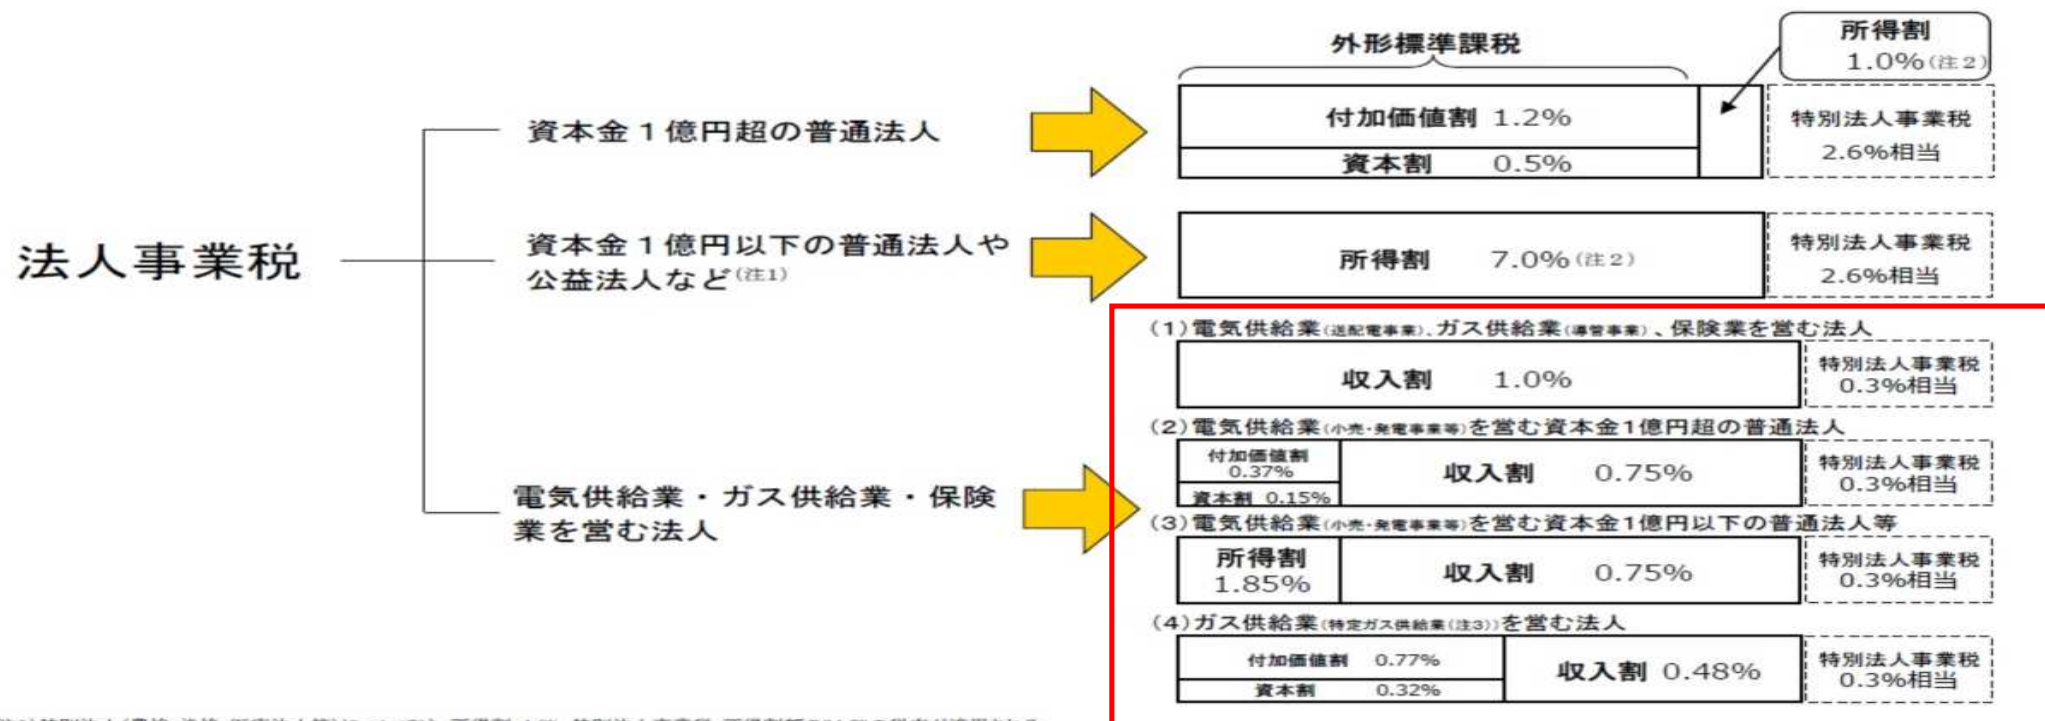 法人事業税
資本金１億円超の普通法人
外形標準課税
付加価値割 1.2%
資本割 0.5%
所得割
1.0%(注２)
特別法人事業税
2.6%相当
資本金１億円以下の普通法人や
公益法人など(注1)
所得割 7.0%(注２)
特別法人事業税
2.6%相当
電気供給業・ガス供給業・保険
業を営む法人
(1)電気供給業(送配電事業)、ガス供給業(導管事業)、保険業を営む法人
収入割 1.0%
特別法人事業税
0.3%相当
(2)電気供給業(小売・発電事業等)を営む資本金1億円超の普通法人
付加価値割
0.37%
資本割 0.15%
収入割 0.75%
特別法人事業税
0.3%相当
(3)電気供給業(小売・発電事業等)を営む資本金1億円以下の普通法人等
所得割
1.85%
収入割 0.75%
特別法人事業税
0.3%相当
(4)ガス供給業(特定ガス供給業(注3))を営む法人
付加価値割 0.77%
資本割 0.32%
収入割 0.48%
特別法人事業税
0.3%相当